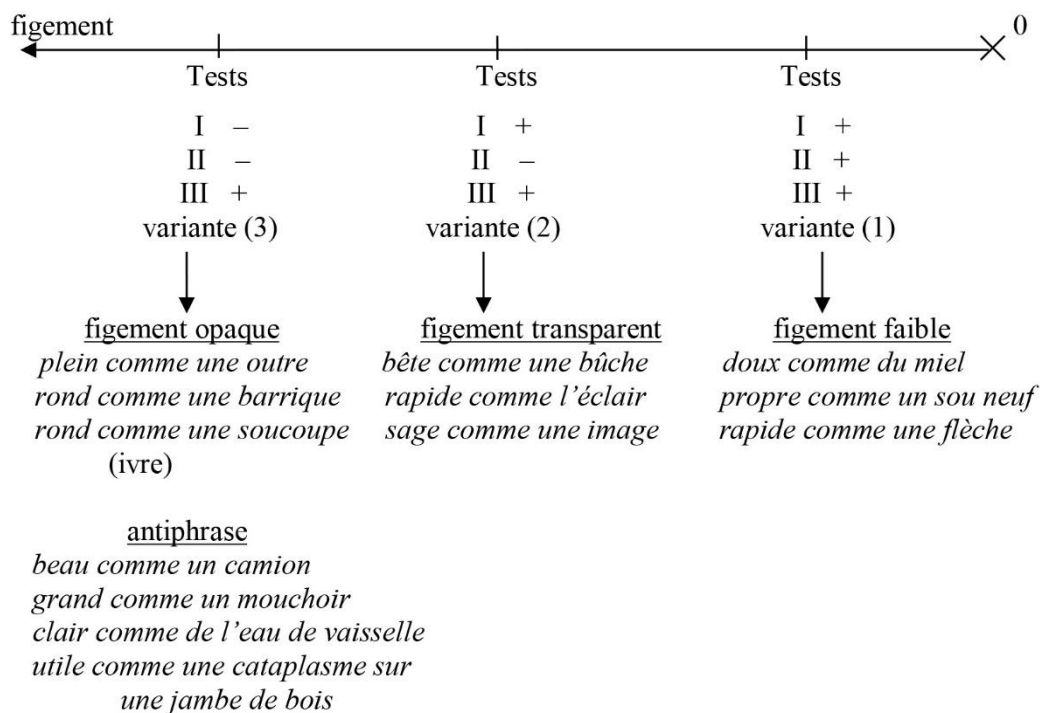 figement 0
Tests Tests Tests
I – I + I +
II – II – II +
III + III + III +
variante (3) variante (2) variante (1)
figement opaque
plein comme une outre
rond comme une barrique
rond comme une soucoupe
(ivre)
figement transparent
bête comme une bûche
rapide comme l’éclair
sage comme une image
figement faible
doux comme du miel
propre comme un sou neuf
rapide comme une flèche
antiphrase
beau comme un camion
grand comme un mouchoir
clair comme de l’eau de vaisselle
utile comme une cataplasme sur
une jambe de bois